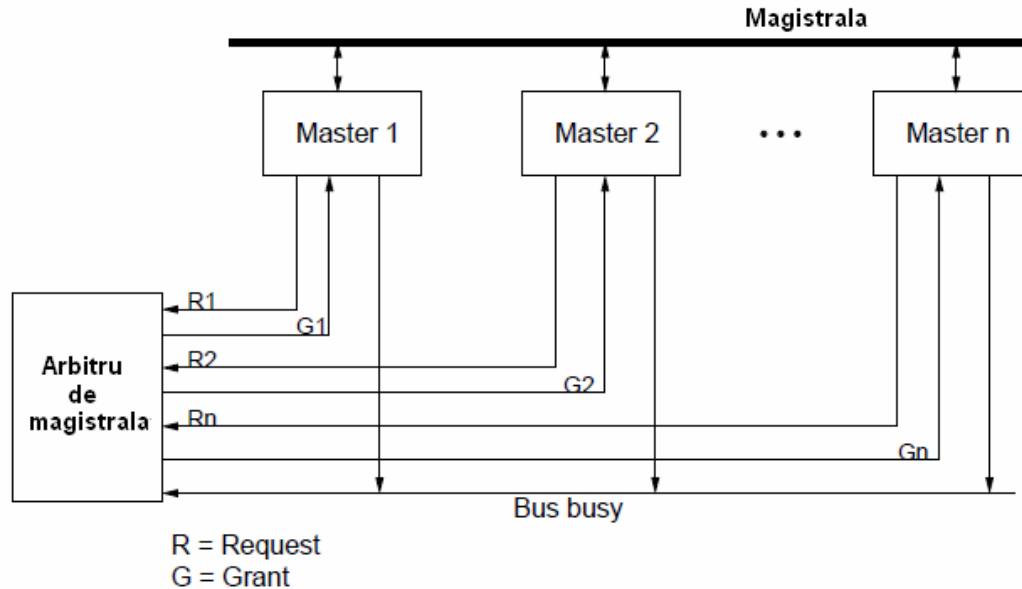 Magistrala
Master 1
Master 2
• • •
Master n
R1
G1
R2
G2
Rn
Gn
Arbitru
de
magistrala
Bus busy
R = Request
G = Grant